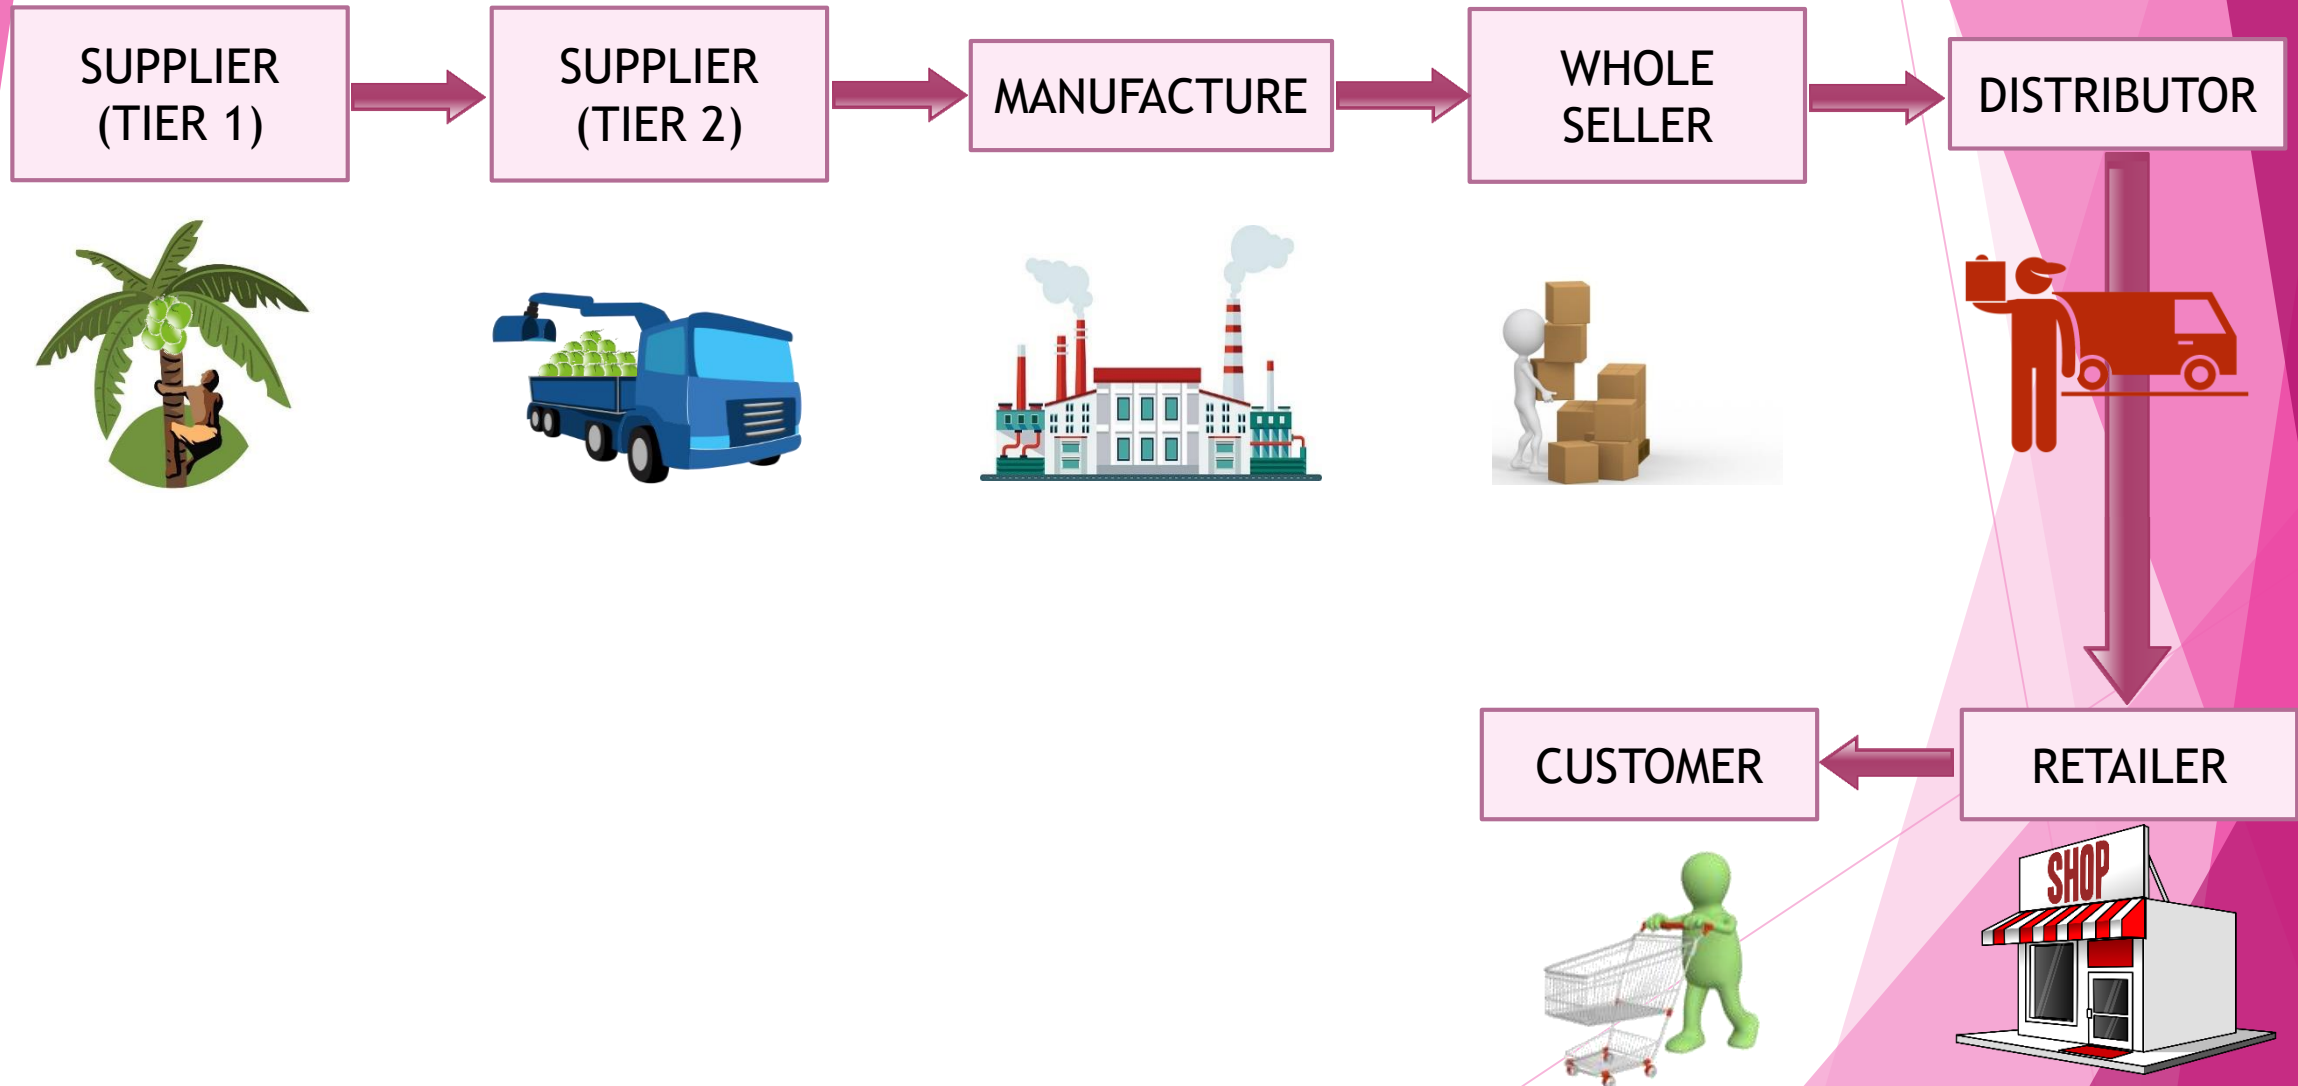 SUPPLIER
(TIER 1)
SUPPLIER
(TIER 2)
MANUFACTURE
WHOLE
SELLER
DISTRIBUTOR
CUSTOMER
RETAILER
SHOP